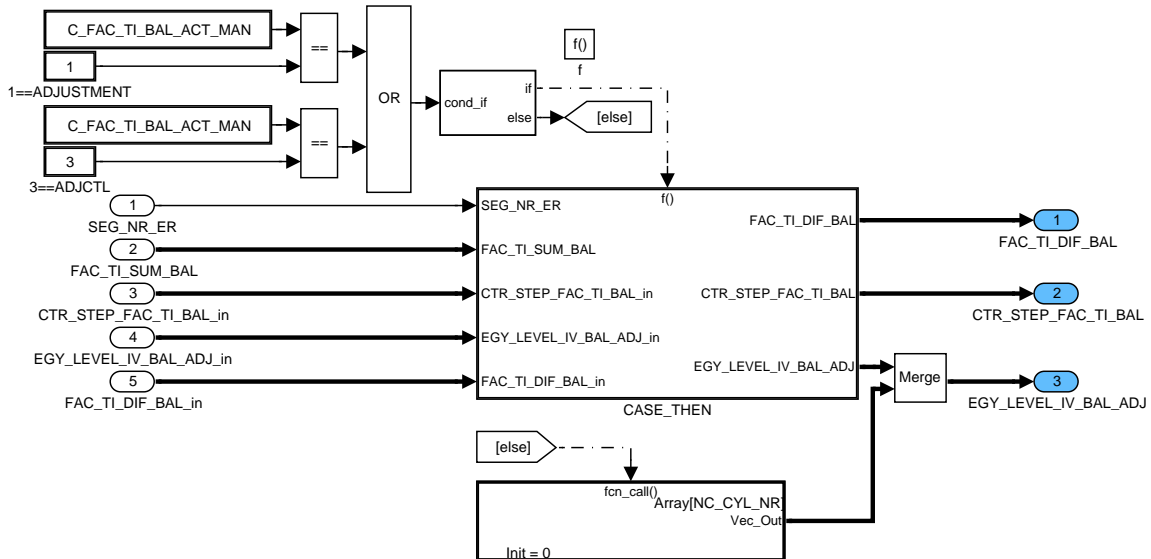 C_FAC_TI_BAL_ACT_MAN
==
1
1==ADJUSTMENT
OR
f()
f
cond_if
if
else
[else]
C_FAC_TI_BAL_ACT_MAN
==
3
3==ADJCTL
f()
1
SEG_NR_ER
SEG_NR_ER
FAC_TI_DIF_BAL
1
FAC_TI_DIF_BAL
2
FAC_TI_SUM_BAL
FAC_TI_SUM_BAL
3
CTR_STEP_FAC_TI_BAL_in
CTR_STEP_FAC_TI_BAL_in
CTR_STEP_FAC_TI_BAL
2
CTR_STEP_FAC_TI_BAL
4
EGY_LEVEL_IV_BAL_ADJ_in
EGY_LEVEL_IV_BAL_ADJ_in
EGY_LEVEL_IV_BAL_ADJ
Merge
3
EGY_LEVEL_IV_BAL_ADJ
5
FAC_TI_DIF_BAL_in
FAC_TI_DIF_BAL_in
CASE_THEN
[else]
fcn_call()
Array[NC_CYL_NR]
Vec_Out
Init = 0